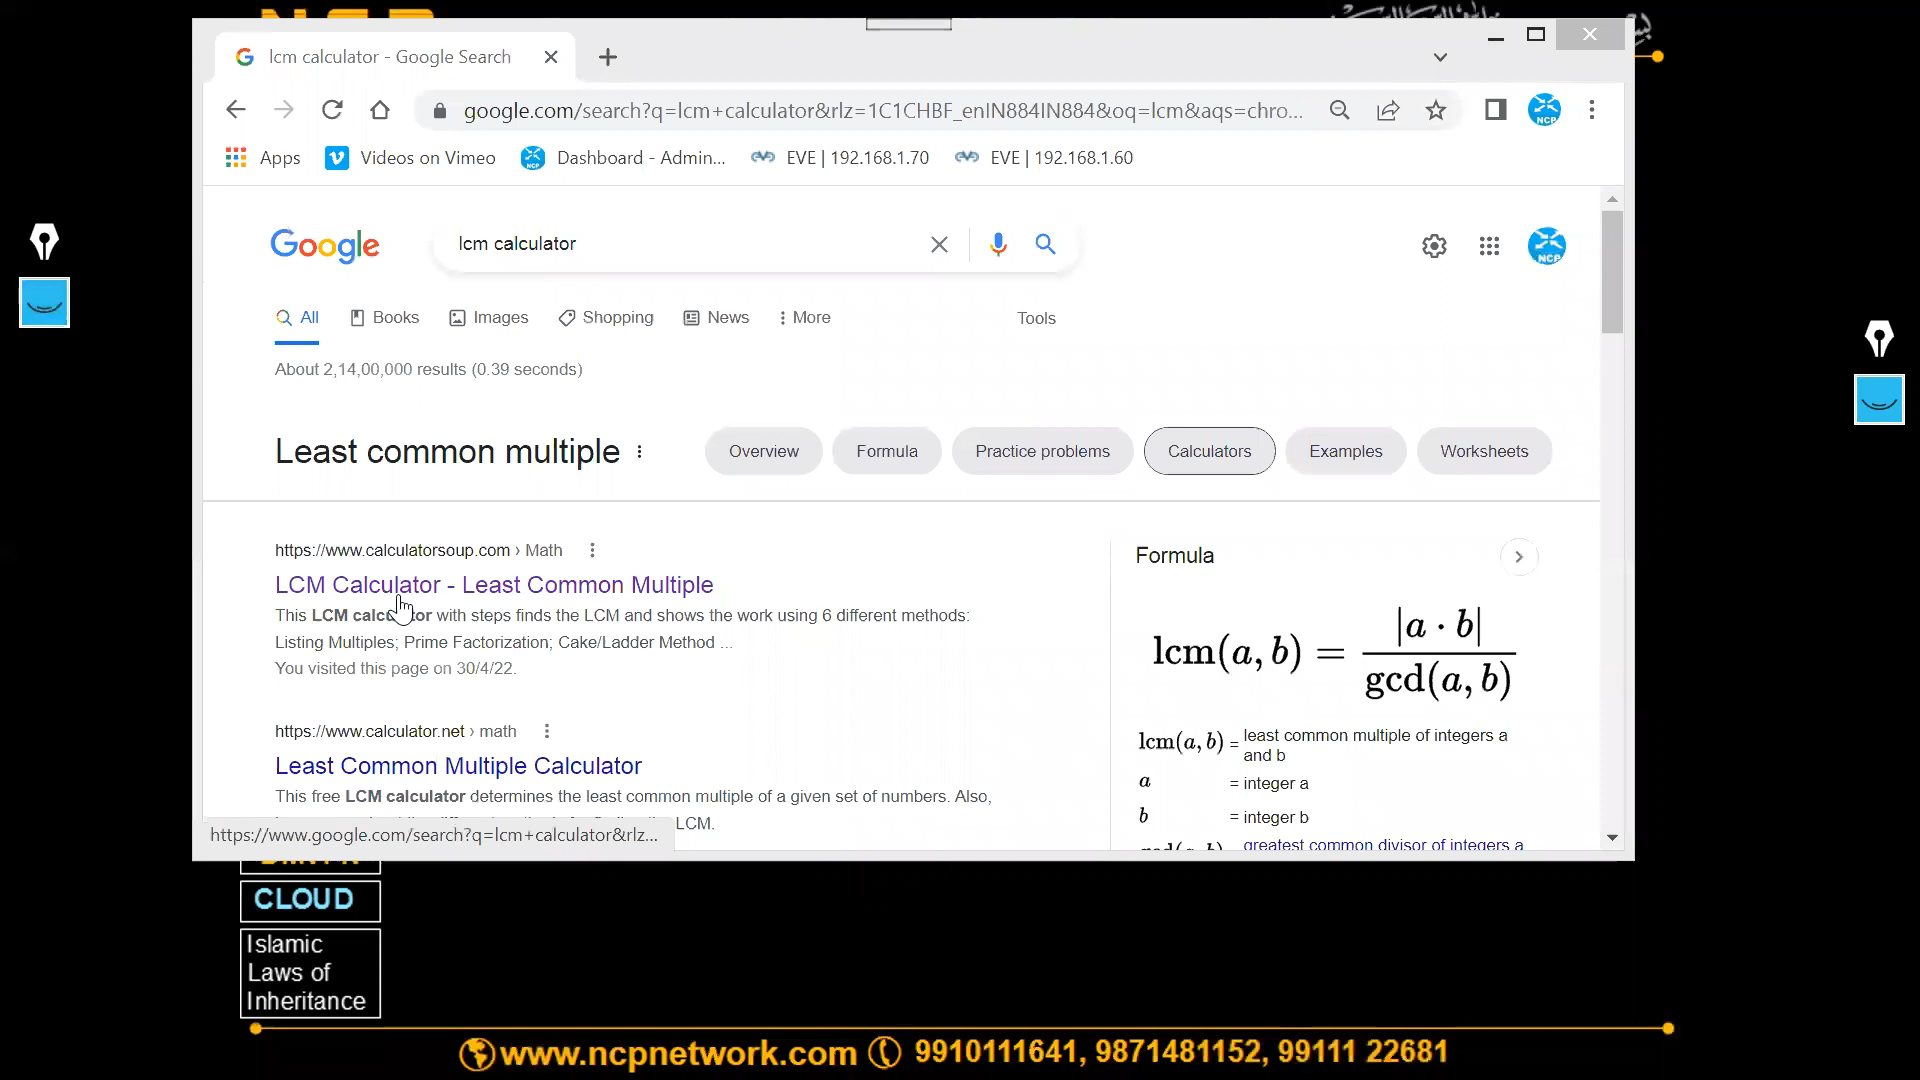 lcm calculator - Google Search
google.com/search?q=lcm+calculator&rlz=1C1CHBF_enIN884IN884&oq=lcm&aqs=chro...
NCP
Apps
Videos on Vimeo
Dashboard - Admin...
EVE | 192.168.1.70
EVE | 192.168.1.60
Google
lcm calculator
NCP
All
Books
Images
Shopping
News
More
Tools
About 2,14,00,000 results (0.39 seconds)
Least common multiple
Overview
Formula
Practice problems
Calculators
Examples
Worksheets
https://www.calculatorsoup.com › Math
LCM Calculator - Least Common Multiple
This LCM calculator with steps finds the LCM and shows the work using 6 different methods:
Listing Multiples; Prime Factorization; Cake/Ladder Method ...
You visited this page on 30/4/22.
https://www.calculator.net › math
Least Common Multiple Calculator
This free LCM calculator determines the least common multiple of a given set of numbers. Also,
LCM.
https://www.google.com/search?q=lcm+calculator&rlz...
Formula
lcm(a, b) = |a · b| / gcd(a, b)
lcm(a, b) = least common multiple of integers a
and b
a = integer a
b = integer b
greatest common divisor of integers a
CLOUD
Islamic
Laws of
Inheritance
www.ncpnetwork.com 9910111641, 9871481152, 99111 22681